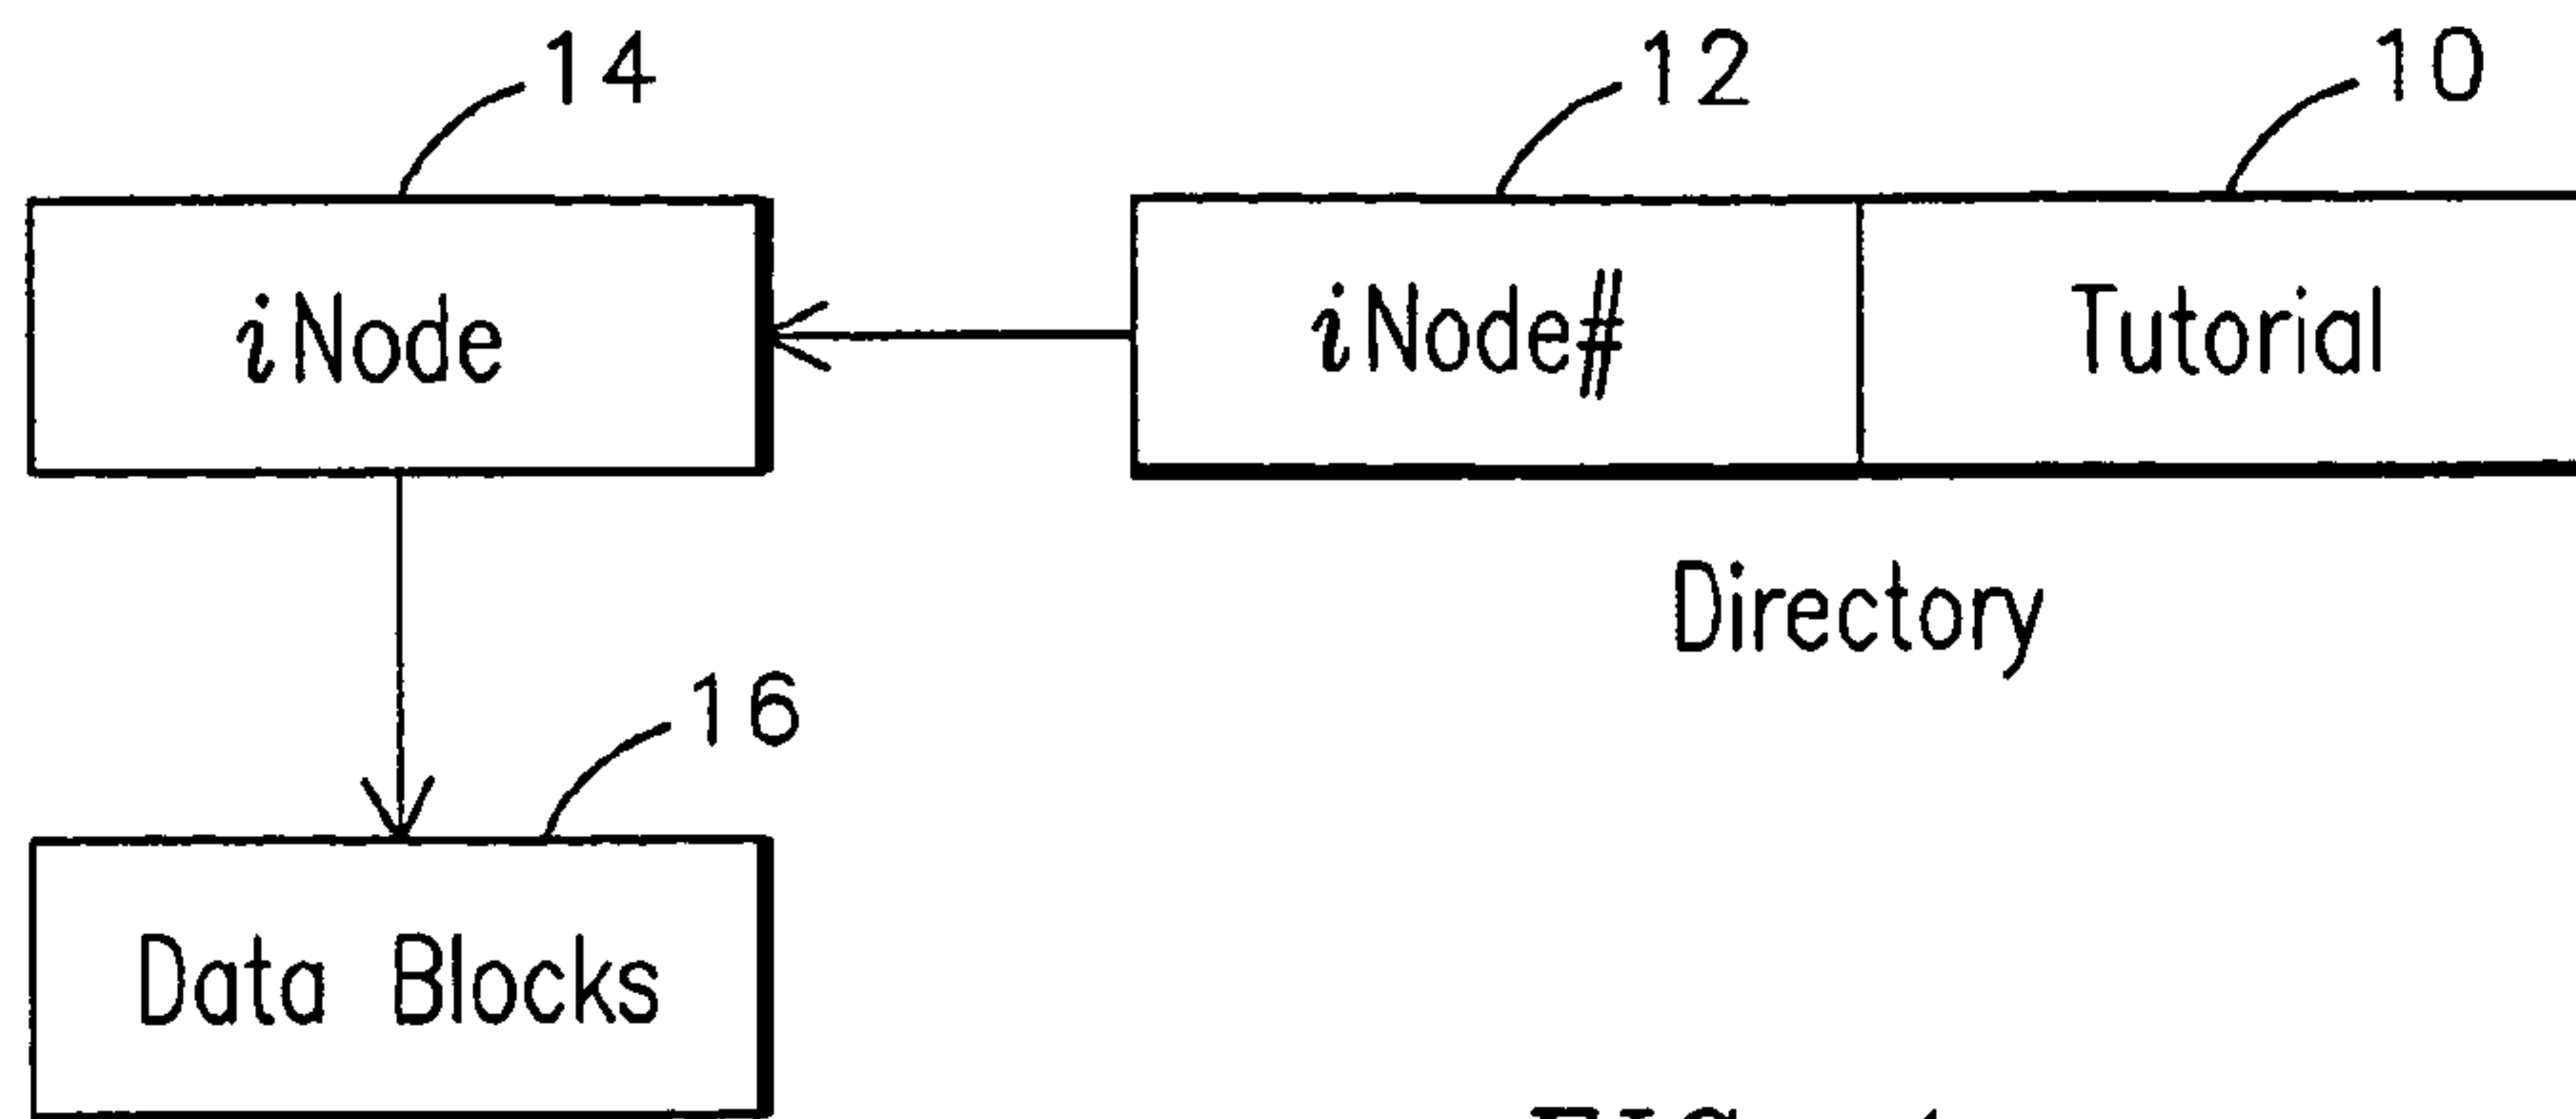 14
12
10
iNode
iNode#
Tutorial
Directory
16
Data Blocks